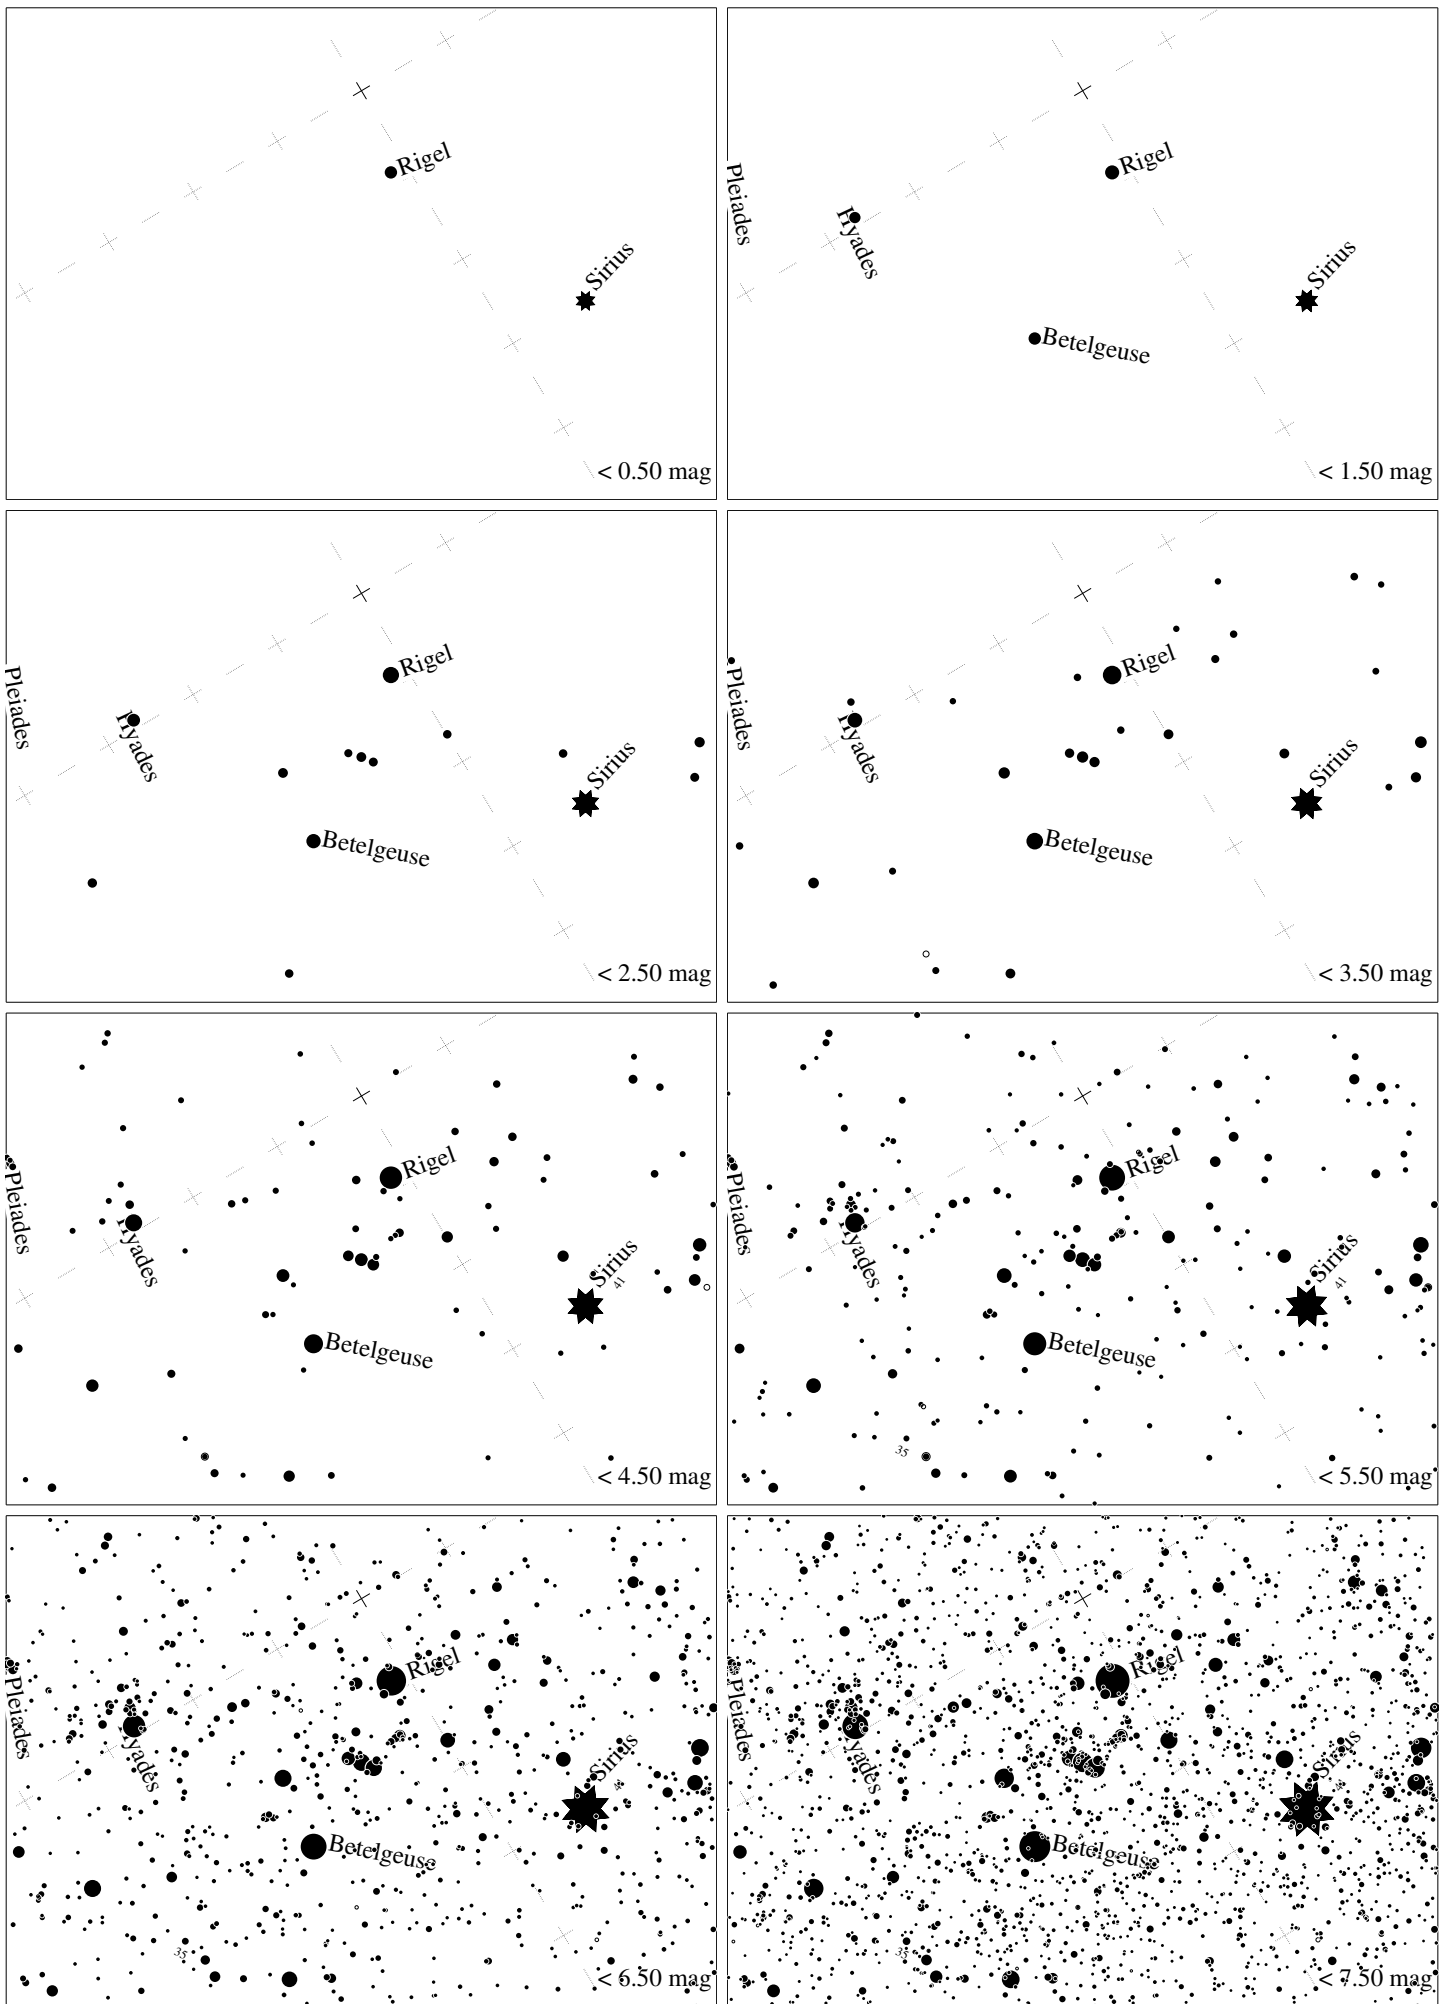 Rigel
Sirius
< 0.50 mag
Pleiades
Hyades
Rigel
Sirius
Betelgeuse
< 1.50 mag
Pleiades
Hyades
Rigel
Sirius
Betelgeuse
< 2.50 mag
Pleiades
Hyades
Rigel
Sirius
Betelgeuse
< 3.50 mag
Pleiades
Hyades
Rigel
Sirius
41
Betelgeuse
< 4.50 mag
Pleiades
Hyades
Rigel
Sirius
41
Betelgeuse
35
< 5.50 mag
Pleiades
Hyades
Rigel
Sirius
41
Betelgeuse
35
< 6.50 mag
Pleiades
Hyades
Rigel
Sirius
41
Betelgeuse
35
< 7.50 mag